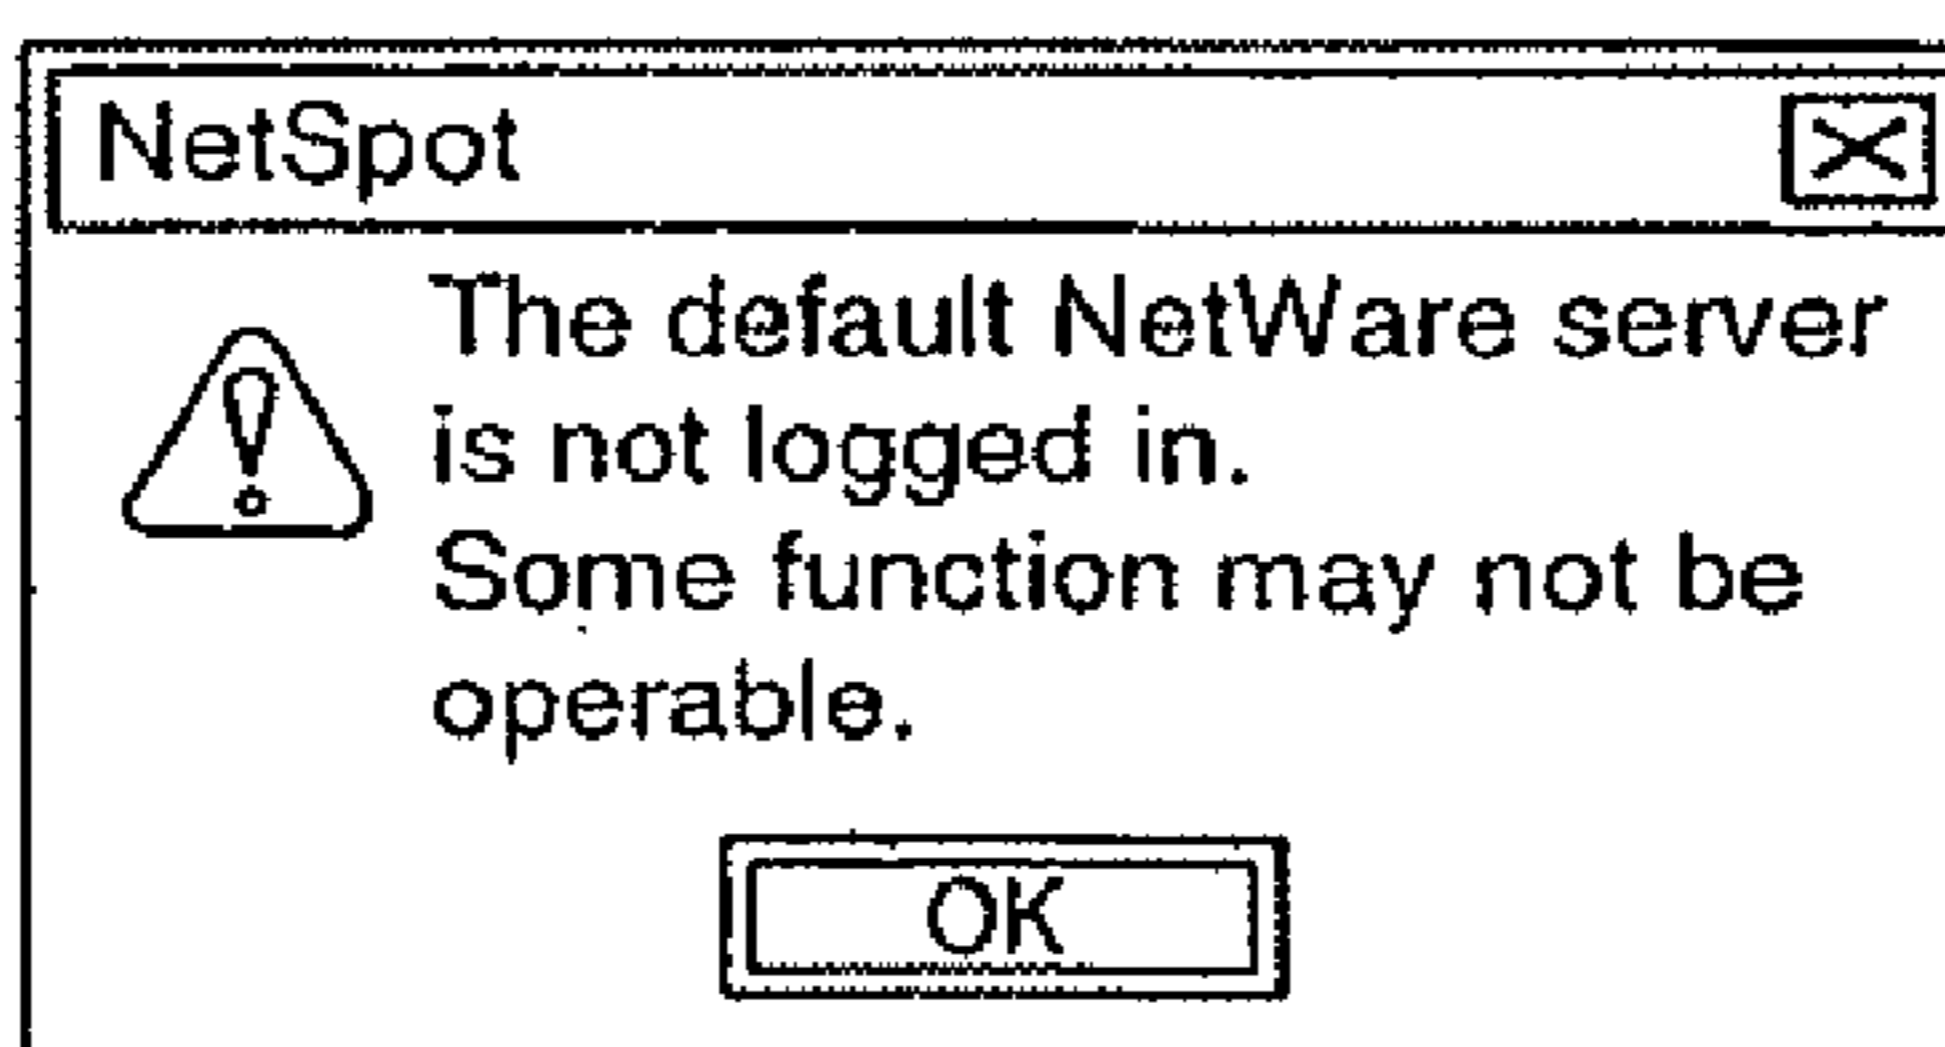 NetSpot
The default NetWare server
is not logged in.
Some function may not be
operable.
OK